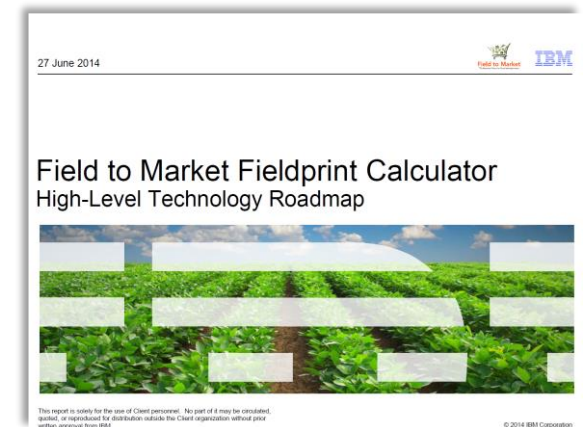 27 June 2014
Field to Market
IBM
Field to Market Fieldprint Calculator
High-Level Technology Roadmap
This report is solely for the use of Client personnel. No part of it may be circulated,
quoted, or reproduced for distribution outside the Client organization without prior
written approval from IBM.
© 2014 IBM Corporation